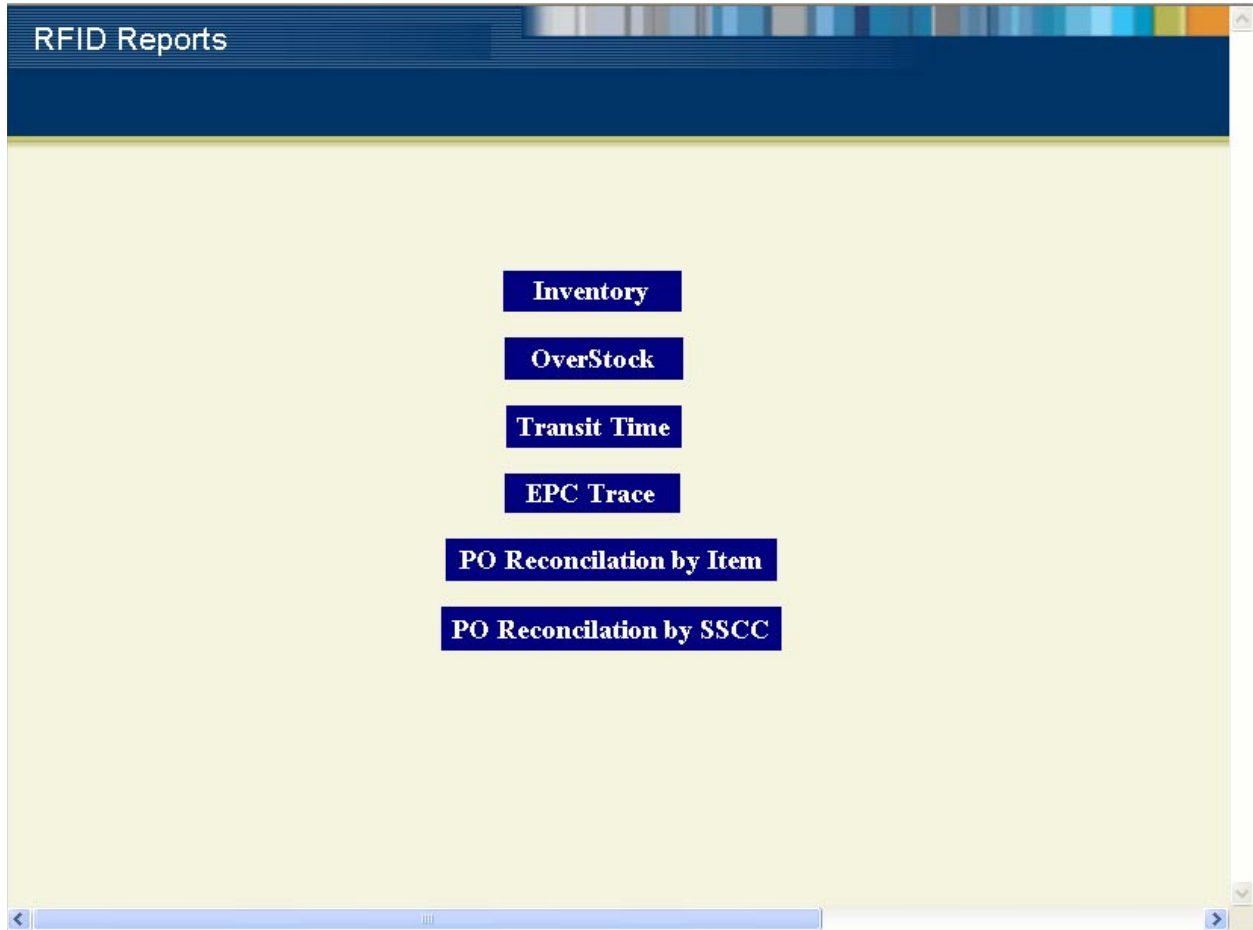 RFID Reports
Inventory
OverStock
Transit Time
EPC Trace
PO Reconcilation by Item
PO Reconcilation by SSCC